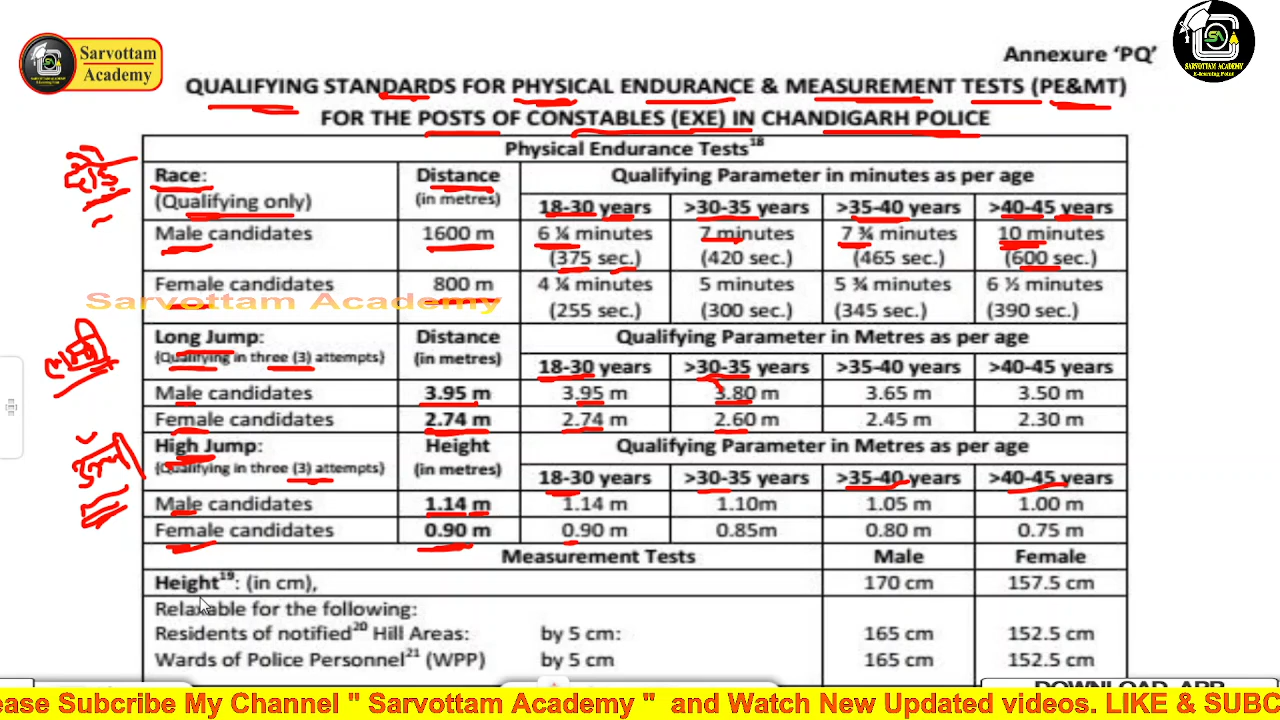 Sarvottam
Academy
SARVOTTAM ACADEMY
E-learning Point
Annexure 'PQ'
QUALIFYING STANDARDS FOR PHYSICAL ENDURANCE & MEASUREMENT TESTS (PE&MT)
FOR THE POSTS OF CONSTABLES (EXE) IN CHANDIGARH POLICE
Physical Endurance Tests18
Race: Distance Qualifying Parameter in minutes as per age
(Qualifying only) (in metres) 18-30 years >30-35 years >35-40 years >40-45 years
Male candidates 1600 m 6 ¼ minutes 7 minutes 7 ¾ minutes 10 minutes
(375 sec.) (420 sec.) (465 sec.) (600 sec.)
Female candidates 800 m 4 ¼ minutes 5 minutes 5 ¾ minutes 6 ½ minutes
Sarvottam Academy
(255 sec.) (300 sec.) (345 sec.) (390 sec.)
Long Jump: Distance Qualifying Parameter in Metres as per age
(Qualifying in three (3) attempts) (in metres) 18-30 years >30-35 years >35-40 years >40-45 years
Male candidates 3.95 m 3.95 m 3.80 m 3.65 m 3.50 m
Female candidates 2.74 m 2.74 m 2.60 m 2.45 m 2.30 m
High Jump: Height Qualifying Parameter in Metres as per age
(Qualifying in three (3) attempts) (in metres) 18-30 years >30-35 years >35-40 years >40-45 years
Male candidates 1.14 m 1.14 m 1.10m 1.05 m 1.00 m
Female candidates 0.90 m 0.90 m 0.85m 0.80 m 0.75 m
Measurement Tests Male Female
Height19: (in cm), 170 cm 157.5 cm
Relaxable for the following:
Residents of notified20 Hill Areas: by 5 cm: 165 cm 152.5 cm
Wards of Police Personnel21 (WPP) by 5 cm 165 cm 152.5 cm
DOWNLOAD APP
ease Subcribe My Channel " Sarvottam Academy " and Watch New Updated videos. LIKE & SUBC